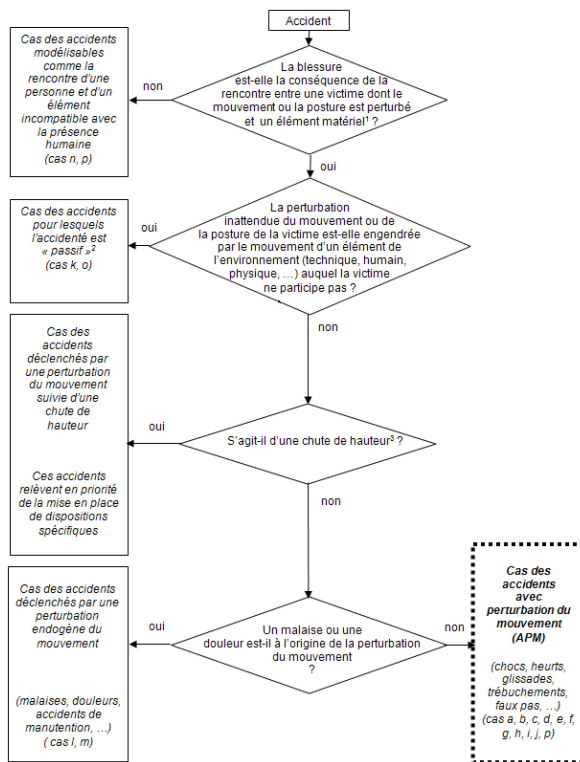 Accident
La blessure
est-elle la conséquence de la
rencontre entre une victime dont le
mouvement ou la posture est perturbé
et un élément matériel¹ ?
non
Cas des accidents
modélisables
comme la
rencontre d'une
personne et d'un
élément
incompatible avec
la présence
humaine
(cas n, p)
oui
La perturbation
inattendue du mouvement ou de
la posture de la victime est-elle engendrée
par le mouvement d'un élément de
l'environnement (technique, humain,
physique, …) auquel la victime
ne participe pas ?
oui
Cas des accidents
pour lesquels
l'accidenté est
« passif »²
(cas k, o)
non
S'agit-il d'une chute de hauteur³ ?
oui
Cas des
accidents
déclenchés par
une perturbation
du mouvement
suivie d'une
chute de
hauteur
Ces accidents
relèvent en priorité
de la mise en place
de dispositions
spécifiques
non
Un malaise ou une
douleur est-il à l'origine de la perturbation
du mouvement
?
oui
Cas des accidents
déclenchés par une
perturbation
endogène du
mouvement
(malaises, douleurs,
accidents de
manutention, …)
( cas l, m)
non
Cas des
accidents
avec
perturbation du
mouvement
(APM)
(chocs, heurts,
glissades,
trébuchements,
faux pas, …)
(cas a, b, c, d, e, f,
g, h, i, j, p)